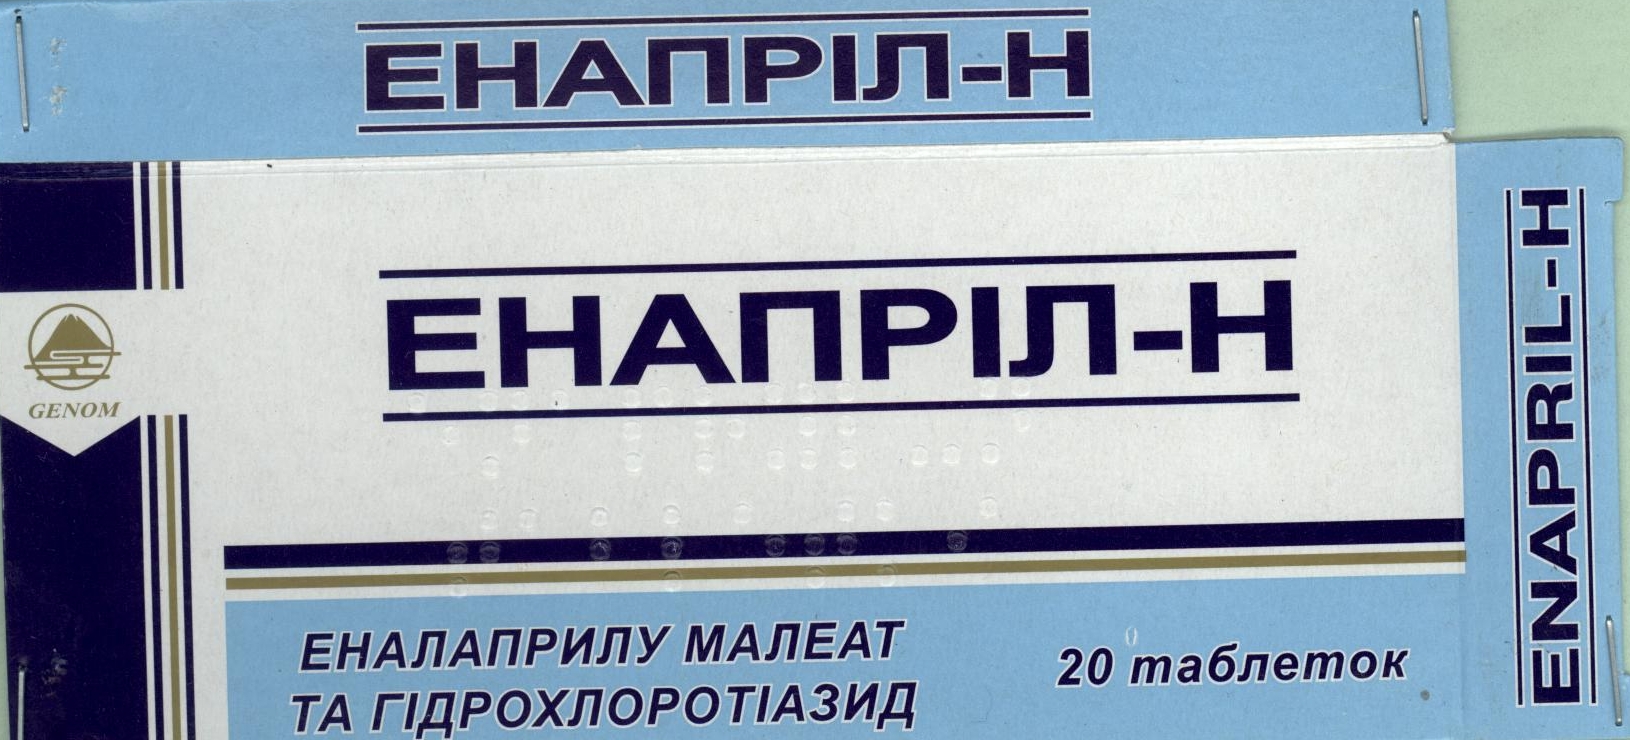 ЕНАПРІЛ-Н
ЕНАПРІЛ-Н
GENOM
ЕНАЛАПРИЛУ МАЛЕАТ
ТА ГІДРОХЛОРОТІАЗИД
20 таблеток
ENAPRIL-H